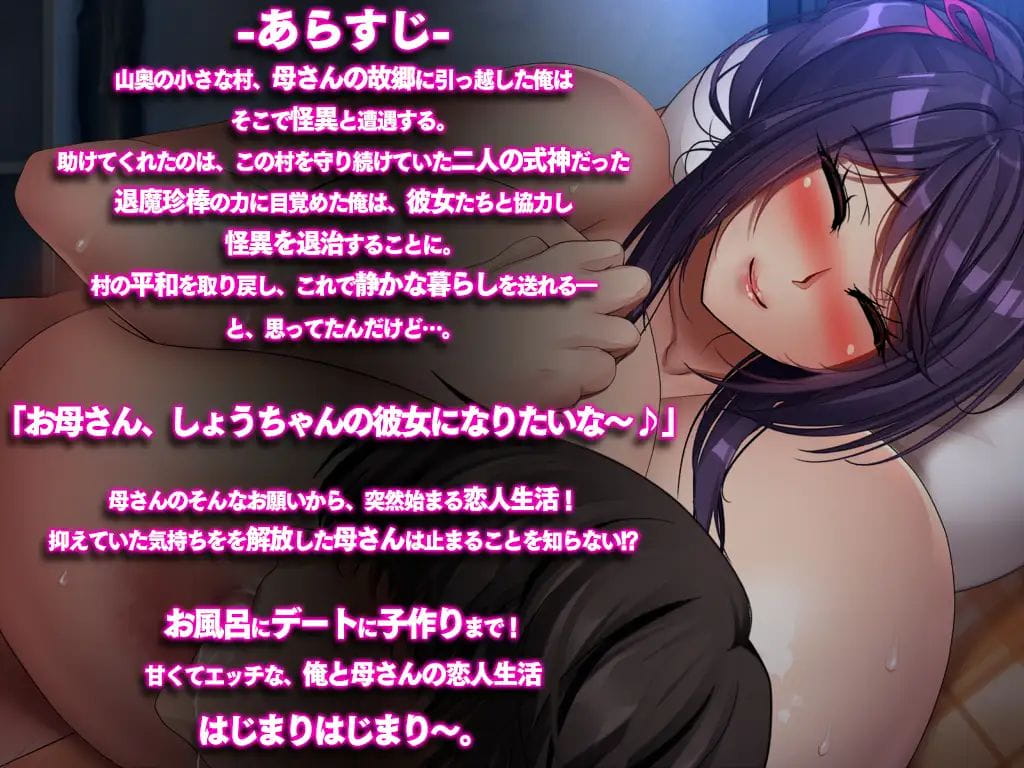 -あらすじ-
山奥の小さな村、母さんの故郷に引っ越した俺は
そこで怪異と遭遇する。
助けてくれたのは、この村を守り続けていた二人の式神だった
退魔珍棒の力に目覚めた俺は、彼女たちと協力し
怪異を退治することに。
村の平和を取り戻し、これで静かな暮らしを送れる―
と、思ってたんだけど…。
「お母さん、しょうちゃんの彼女になりたいな～♪」
母さんのそんなお願いから、突然始まる恋人生活！
抑えていた気持ちをを解放した母さんは止まることを知らない!?
お風呂にデートに子作りまで！
甘くてエッチな、俺と母さんの恋人生活
はじまりはじまり～。